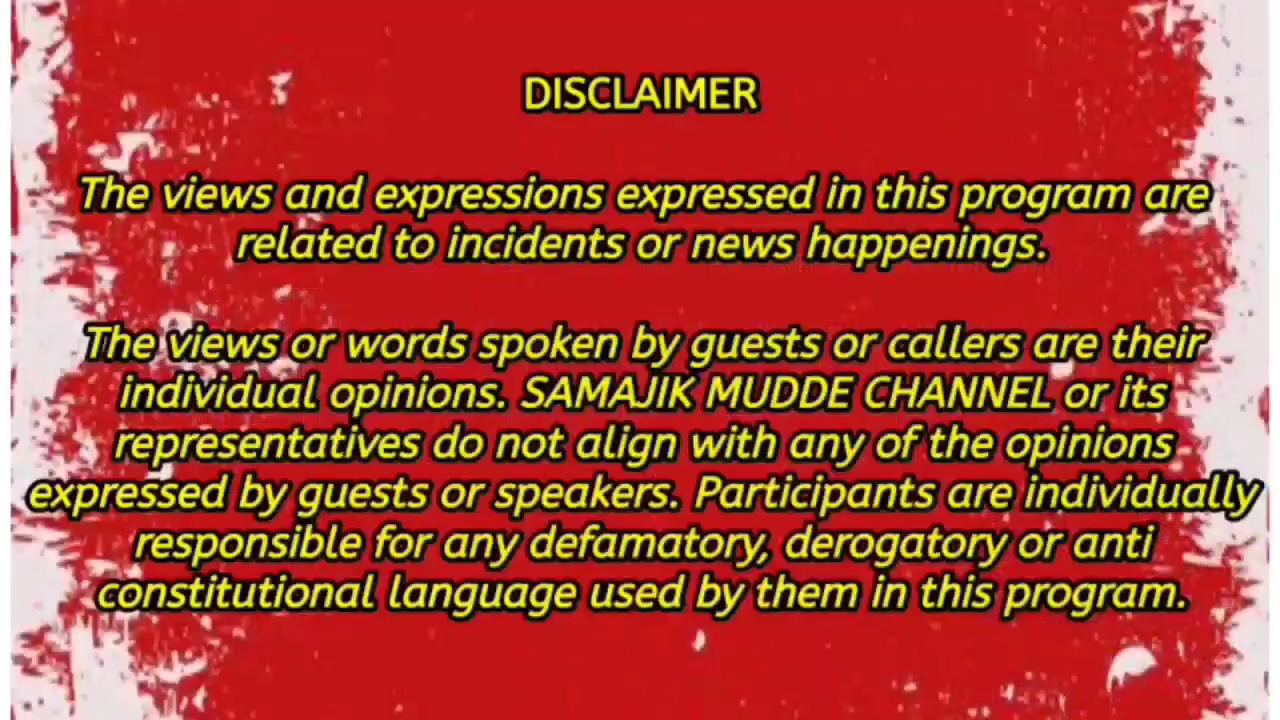 DISCLAIMER
The views and expressions expressed in this program are
related to incidents or news happenings.
The views or words spoken by guests or callers are their
individual opinions. SAMAJIK MUDDE CHANNEL or its
representatives do not align with any of the opinions
expressed by guests or speakers. Participants are individually
responsible for any defamatory, derogatory or anti
constitutional language used by them in this program.